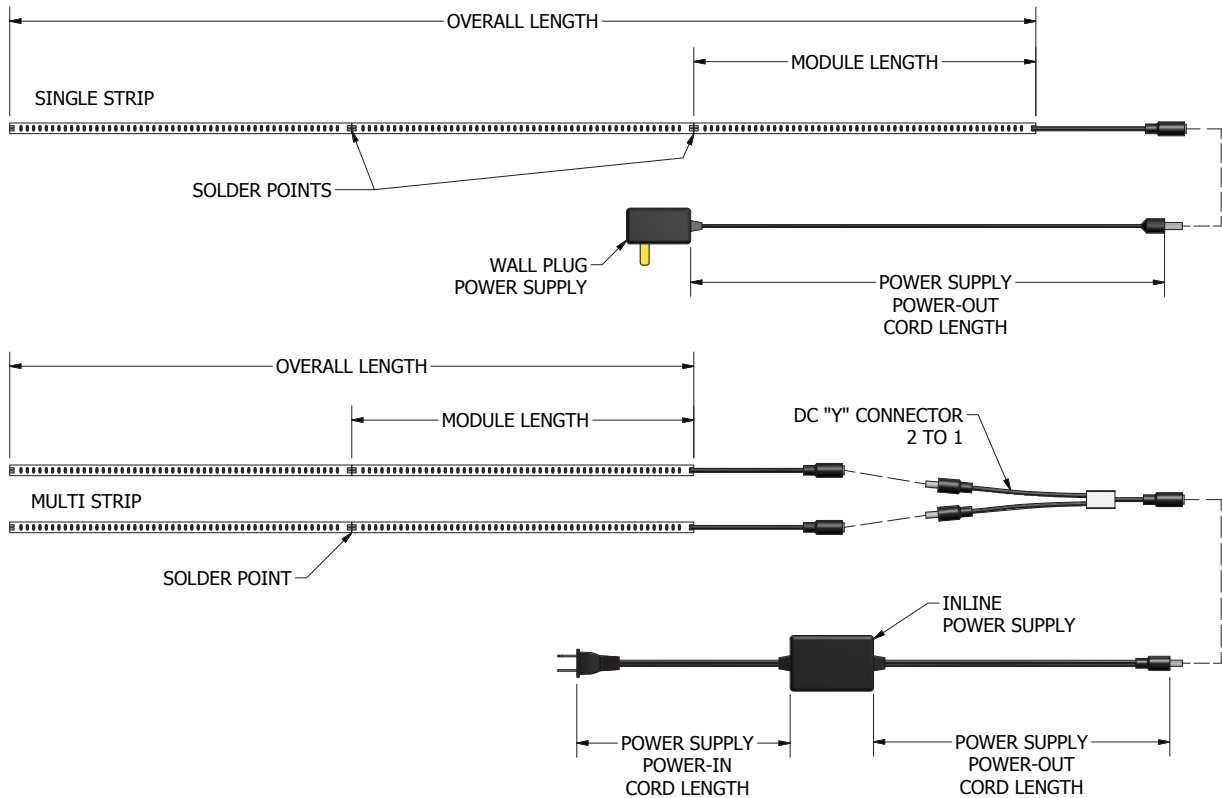 OVERALL LENGTH
MODULE LENGTH
SINGLE STRIP
SOLDER POINTS
WALL PLUG
POWER SUPPLY
POWER SUPPLY
POWER-OUT
CORD LENGTH
OVERALL LENGTH
MODULE LENGTH
DC "Y" CONNECTOR
2 TO 1
MULTI STRIP
SOLDER POINT
INLINE
POWER SUPPLY
POWER SUPPLY
POWER-IN
CORD LENGTH
POWER SUPPLY
POWER-OUT
CORD LENGTH